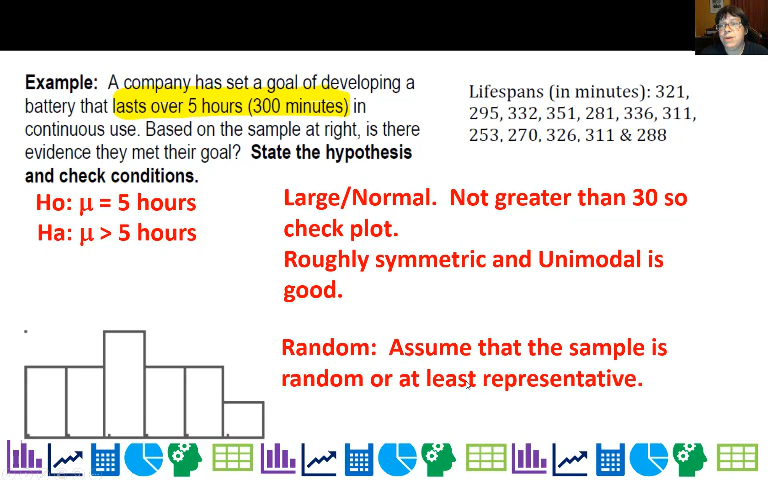 Example: A company has set a goal of developing a
battery that lasts over 5 hours (300 minutes) in
continuous use. Based on the sample at right, is there
evidence they met their goal? State the hypothesis
and check conditions.
Lifespans (in minutes): 321,
295, 332, 351, 281, 336, 311,
253, 270, 326, 311 & 288
Ho: μ = 5 hours
Ha: μ > 5 hours
Large/Normal. Not greater than 30 so
check plot.
Roughly symmetric and Unimodal is
good.
Random: Assume that the sample is
random or at least representative.